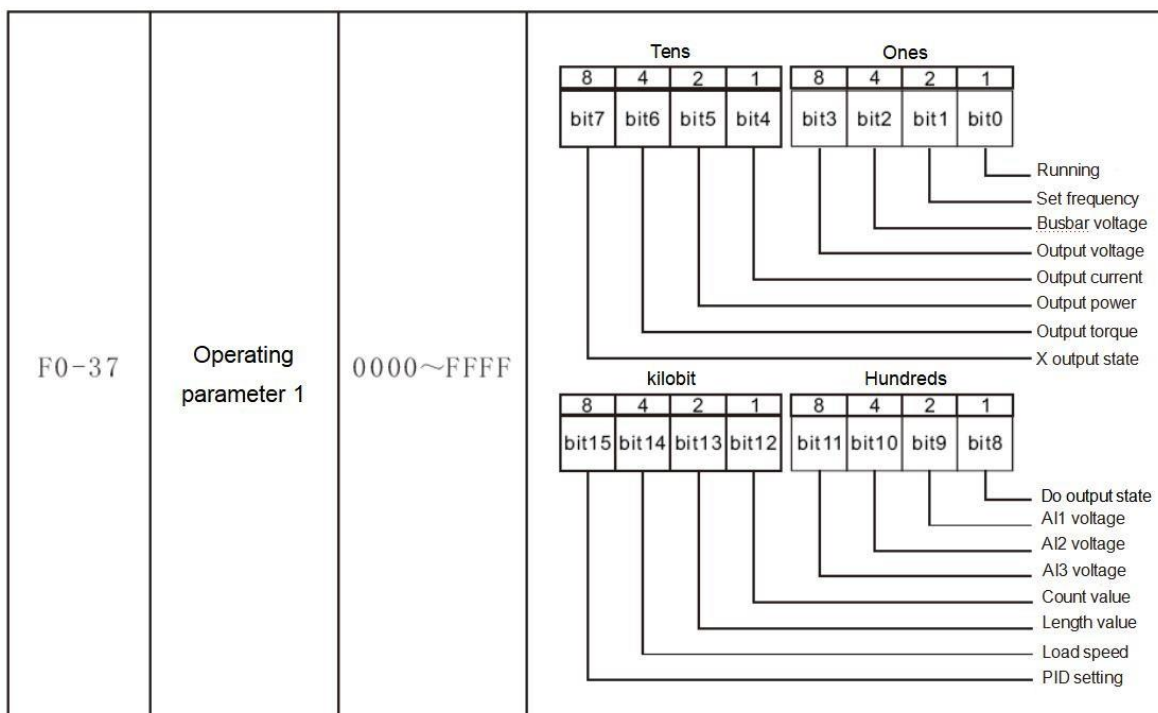 F0-37
Operating
parameter 1
0000~FFFF
Tens Ones
8 4 2 1 8 4 2 1
bit7 bit6 bit5 bit4 bit3 bit2 bit1 bit0
Running
Set frequency
Busbar voltage
Output voltage
Output current
Output power
Output torque
X output state
kilobit Hundreds
8 4 2 1 8 4 2 1
bit15 bit14 bit13 bit12 bit11 bit10 bit9 bit8
Do output state
AI1 voltage
AI2 voltage
AI3 voltage
Count value
Length value
Load speed
PID setting